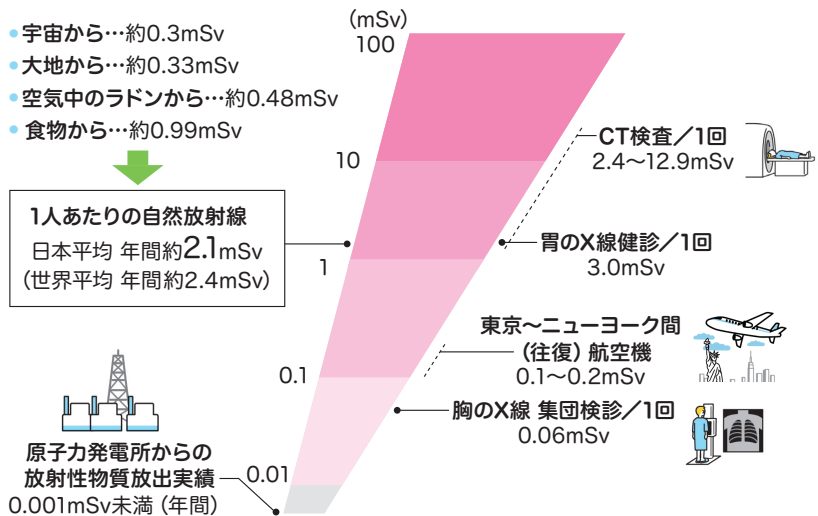 ・宇宙から…約0.3mSv
・大地から…約0.33mSv
・空気中のラドンから…約0.48mSv
・食物から…約0.99mSv
1人あたりの自然放射線
日本平均 年間約2.1mSv
(世界平均 年間約2.4mSv)
原子力発電所からの
放射性物質放出実績
0.001mSv未満(年間)
(mSv)
100
10
1
0.1
0.01
CT検査/1回
2.4～12.9mSv
胃のX線健診/1回
3.0mSv
東京～ニューヨーク間
(往復)航空機
0.1～0.2mSv
胸のX線 集団検診/1回
0.06mSv